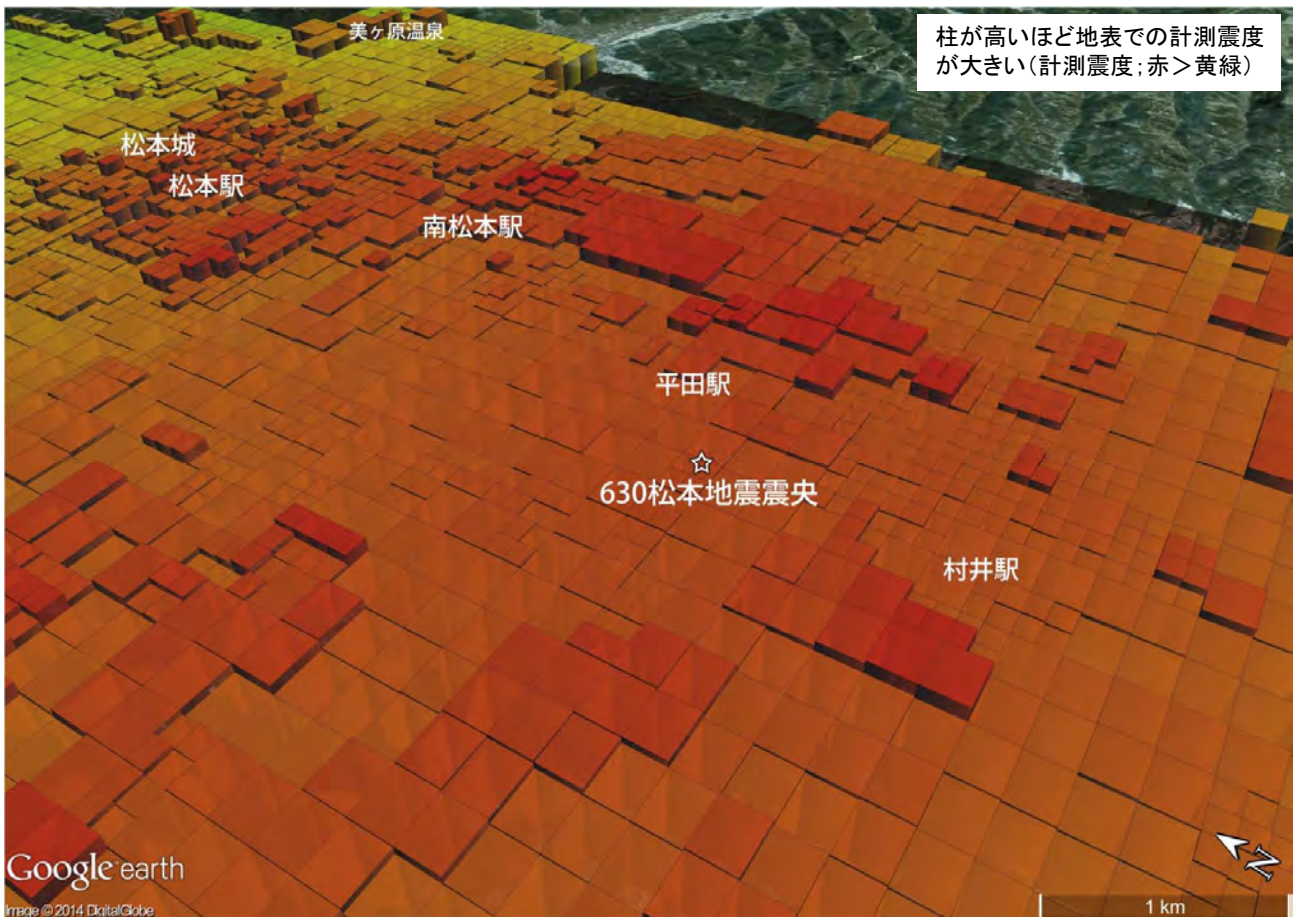 美ヶ原温泉
柱が高いほど地表での計測震度
が大きい(計測震度;赤>黄緑)
松本城
松本駅
南松本駅
平田駅
630松本地震震央
村井駅
N
Google earth
Image © 2014 DigitalGlobe
1 km